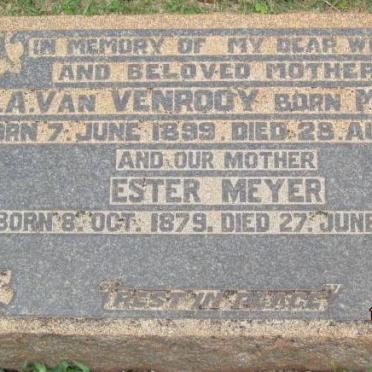 IN MEMORY OF MY DEAR W
AND BELOVED MOTHER
.A. VAN VENROOY BORN M
RN 7. JUNE 1899. DIED 28. A
AND OUR MOTHER
ESTER MEYER
BORN 8. OCT. 1879. DIED 27. JUNE
"REST IN PEACE"